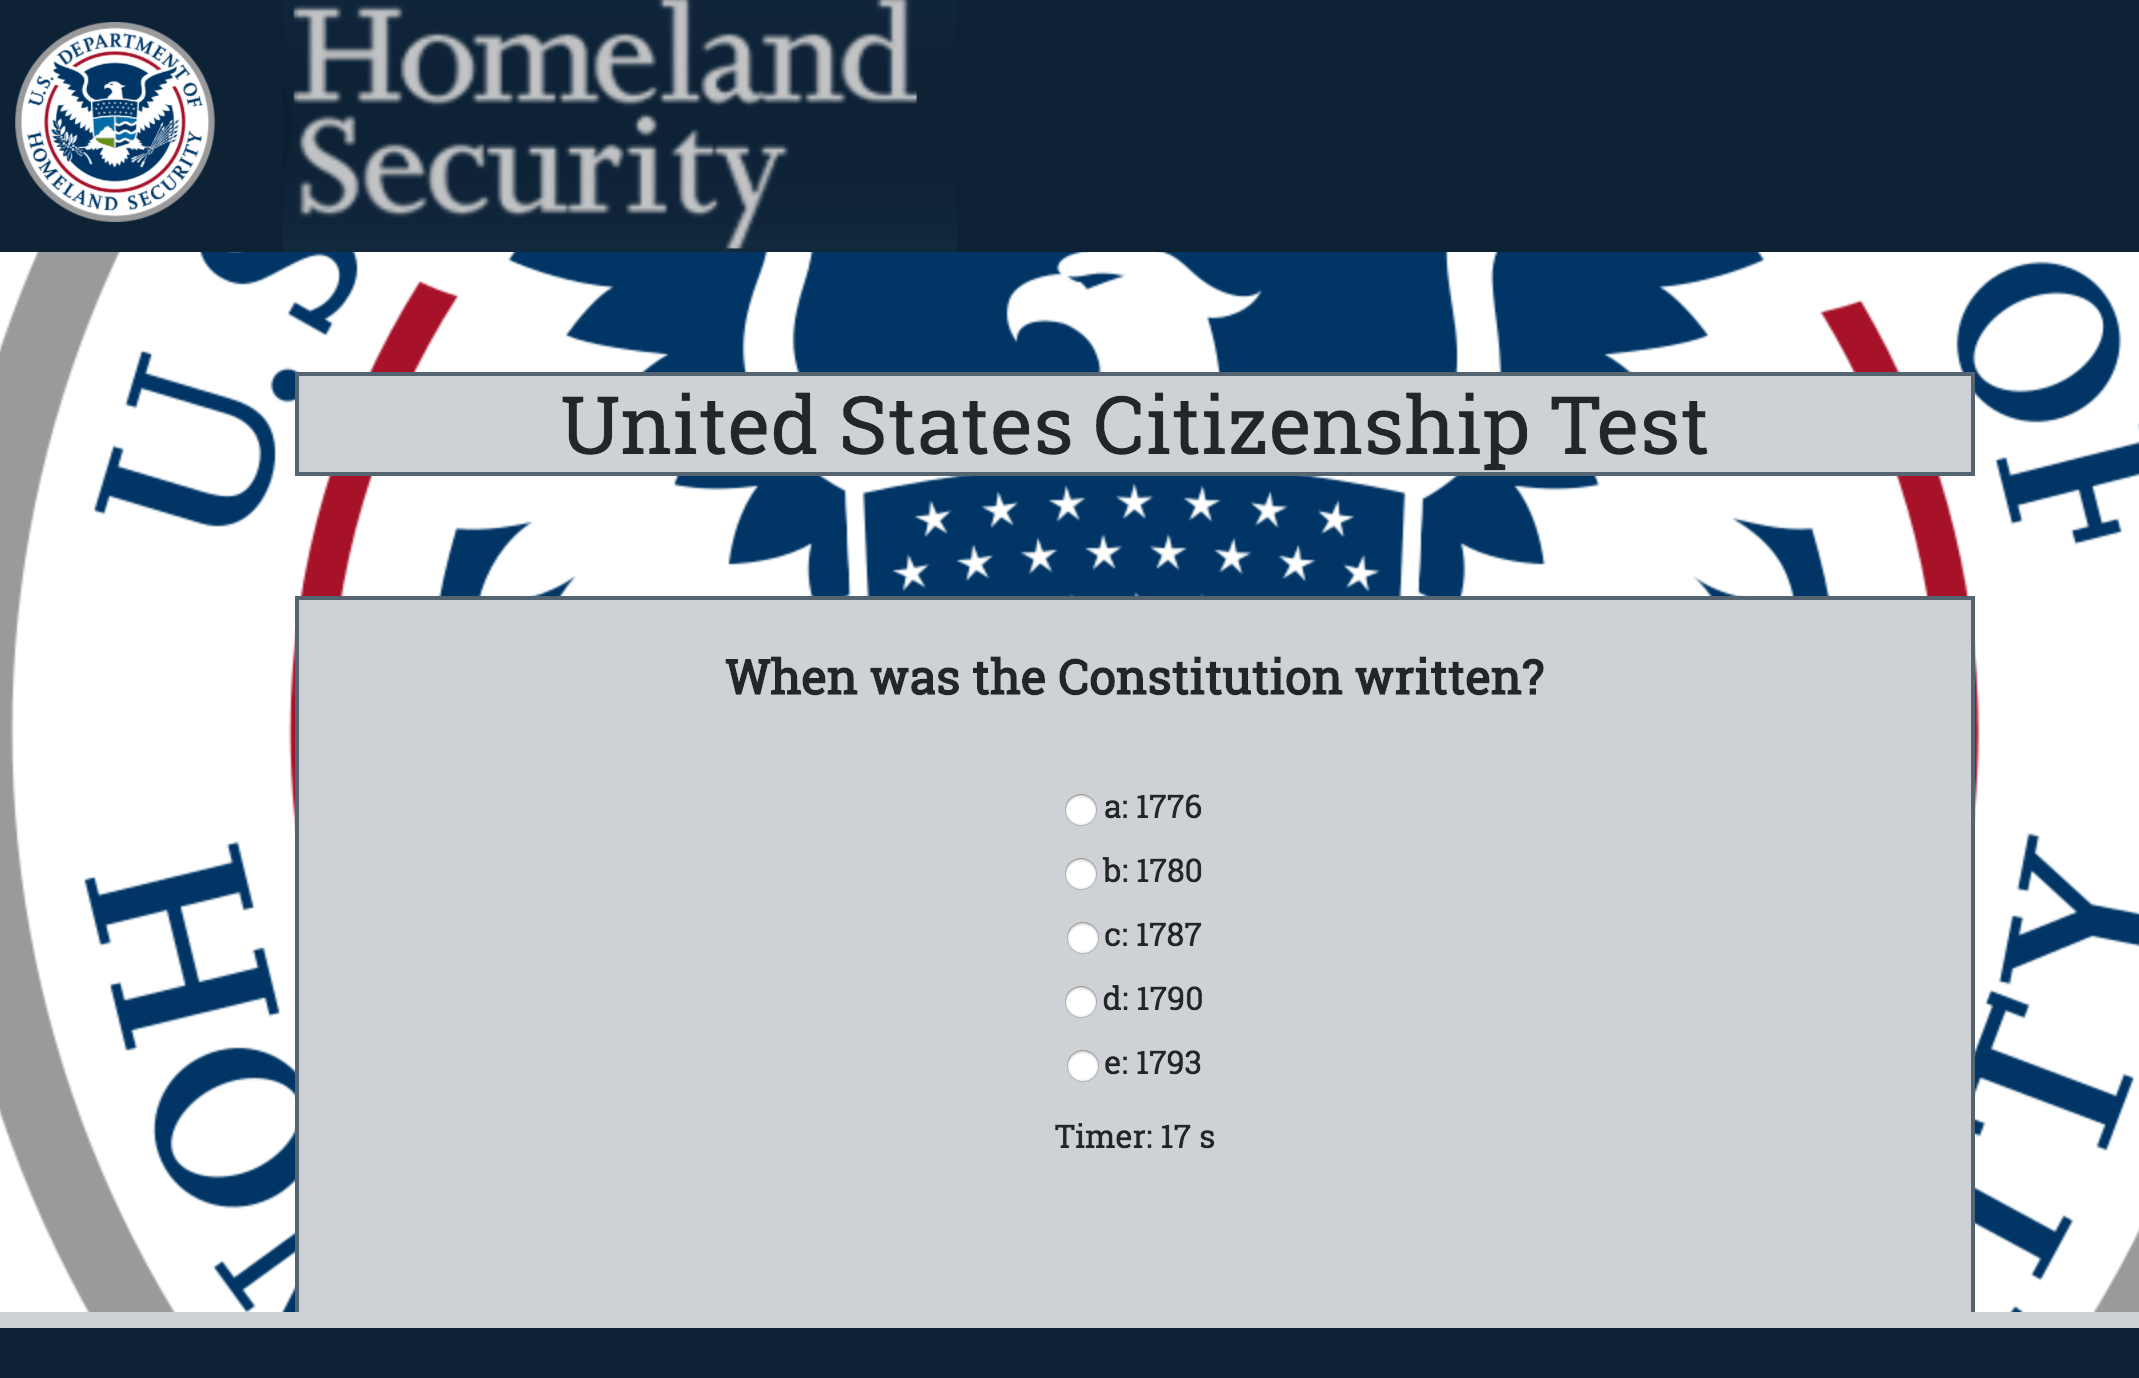 U.S. DEPARTMENT OF
HOMELAND SECURITY
Homeland
Security
U.S.
United States Citizenship Test
When was the Constitution written?
a: 1776
b: 1780
c: 1787
d: 1790
e: 1793
Timer: 17 s